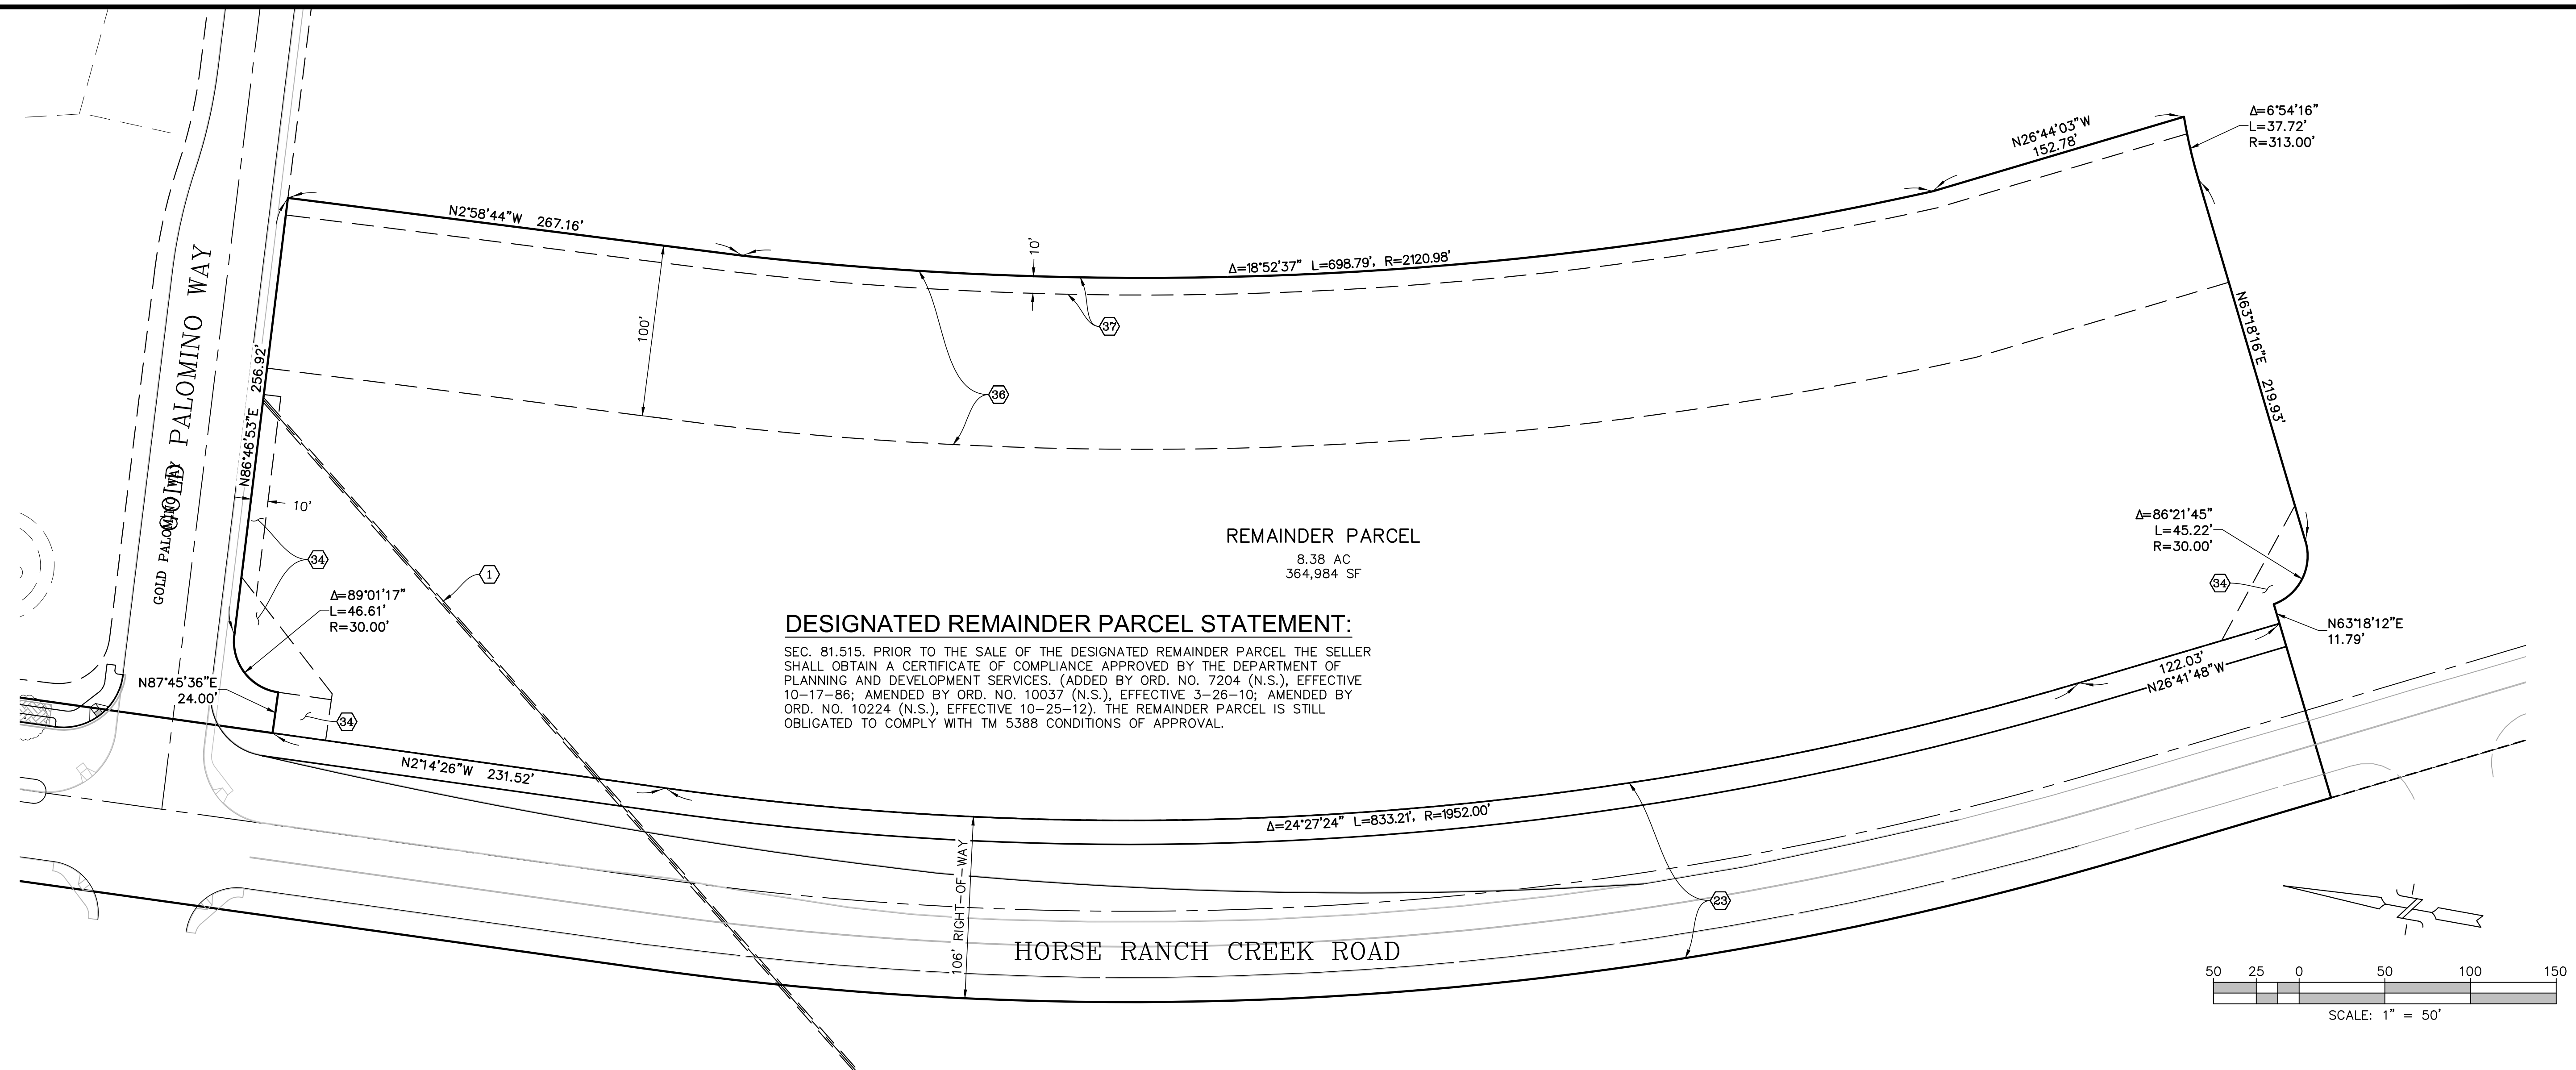 Δ=6°54'16"
L=37.72'
R=313.00'
N26°44'03"W
152.78'
N2°58'44"W 267.16'
10'
Δ=18°52'37" L=698.79', R=2120.98'
37
100'
36
N63°18'16"E 219.93'
GOLD PALOMINO WAY
GOLD PALOMINO WAY
N86°46'53"E 256.92'
10'
34
1
REMAINDER PARCEL
8.38 AC
364,984 SF
Δ=86°21'45"
L=45.22'
R=30.00'
34
Δ=89°01'17"
L=46.61'
R=30.00'
DESIGNATED REMAINDER PARCEL STATEMENT:
SEC. 81.515. PRIOR TO THE SALE OF THE DESIGNATED REMAINDER PARCEL THE SELLER
SHALL OBTAIN A CERTIFICATE OF COMPLIANCE APPROVED BY THE DEPARTMENT OF
PLANNING AND DEVELOPMENT SERVICES. (ADDED BY ORD. NO. 7204 (N.S.), EFFECTIVE
10-17-86; AMENDED BY ORD. NO. 10037 (N.S.), EFFECTIVE 3-26-10; AMENDED BY
ORD. NO. 10224 (N.S.), EFFECTIVE 10-25-12). THE REMAINDER PARCEL IS STILL
OBLIGATED TO COMPLY WITH TM 5388 CONDITIONS OF APPROVAL.
N63°18'12"E
11.79'
N87°45'36"E
24.00'
34
122.03'
N26°41'48"W
N2°14'26"W 231.52'
Δ=24°27'24" L=833.21', R=1952.00'
106' RIGHT-OF-WAY
23
HORSE RANCH CREEK ROAD
50 25 0 50 100 150
SCALE: 1" = 50'